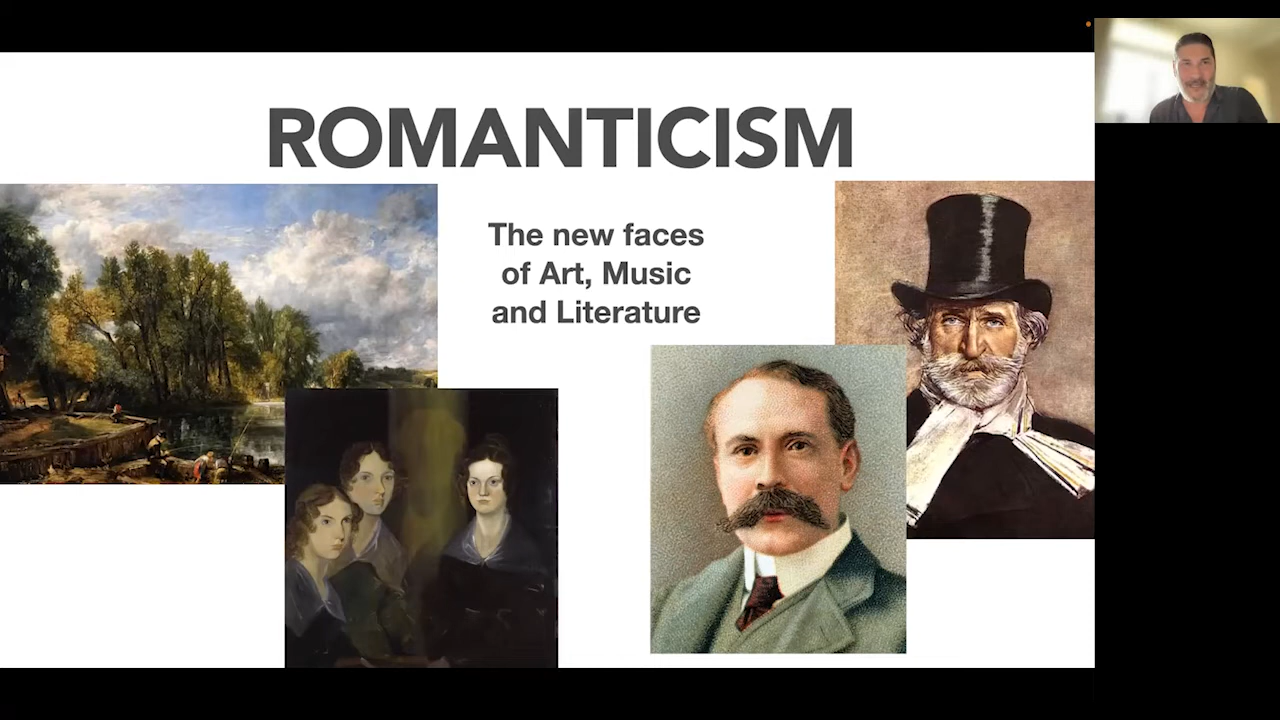 ROMANTICISM
The new faces
of Art, Music
and Literature